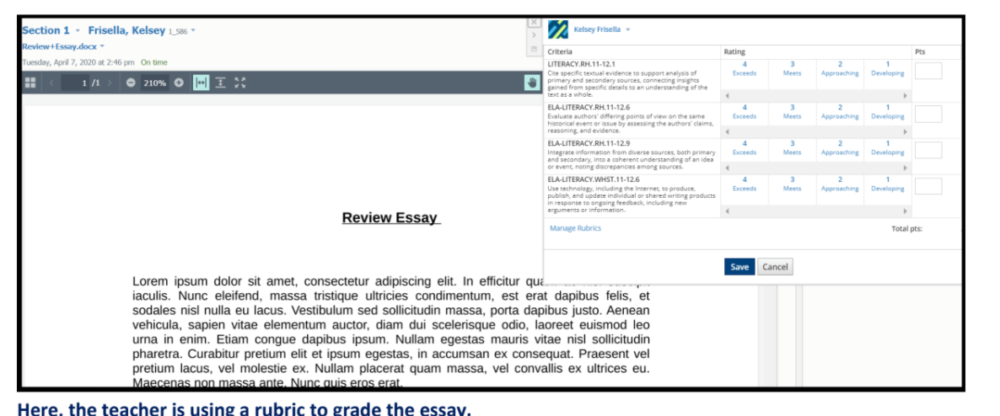 Section 1 Frisella, Kelsey 1_586
Review+Essay.docx
Tuesday, April 7, 2020 at 2:46 pm On time
1 /1 210%
Kelsey Frisella
Criteria Rating Pts
LITERACY.RH.11-12.1
Cite specific textual evidence to support analysis of
primary and secondary sources, connecting insights
gained from specific details to an understanding of the
text as a whole.
4 3 2 1
Exceeds Meets Approaching Developing
ELA-LITERACY.RH.11-12.6
Evaluate authors' differing points of view on the same
historical event or issue by assessing the authors' claims,
reasoning, and evidence.
4 3 2 1
Exceeds Meets Approaching Developing
ELA-LITERACY.RH.11-12.9
Integrate information from diverse sources, both primary
and secondary, into a coherent understanding of an idea
or event, noting discrepancies among sources.
4 3 2 1
Exceeds Meets Approaching Developing
ELA-LITERACY.WHST.11-12.6
Use technology, including the Internet, to produce,
publish, and update individual or shared writing products
in response to ongoing feedback, including new
arguments or information.
4 3 2 1
Exceeds Meets Approaching Developing
Manage Rubrics Total pts:
Save Cancel
Review Essay
Lorem ipsum dolor sit amet, consectetur adipiscing elit. In efficitur
iaculis. Nunc eleifend, massa tristique ultricies condimentum, est erat dapibus felis, et
sodales nisl nulla eu lacus. Vestibulum sed sollicitudin massa, porta dapibus justo. Aenean
vehicula, sapien vitae elementum auctor, diam dui scelerisque odio, laoreet euismod leo
urna in enim. Etiam congue dapibus ipsum. Nullam egestas mauris vitae nisl sollicitudin
pharetra. Curabitur pretium elit et ipsum egestas, in accumsan ex consequat. Praesent vel
pretium lacus, vel molestie ex. Nullam placerat quam massa, vel convallis ex ultrices eu.
Maecenas non massa ante. Nunc quis eros erat.
Here, the teacher is using a rubric to grade the essay.